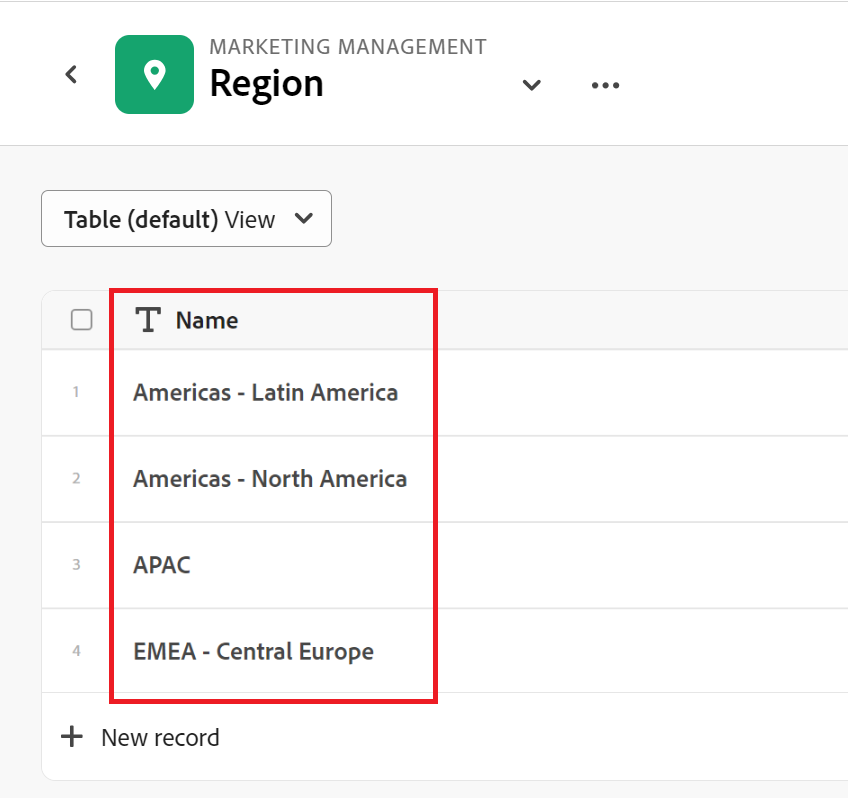 MARKETING MANAGEMENT
Region
Table (default) View
Name
1 Americas - Latin America
2 Americas - North America
3 APAC
4 EMEA - Central Europe
New record